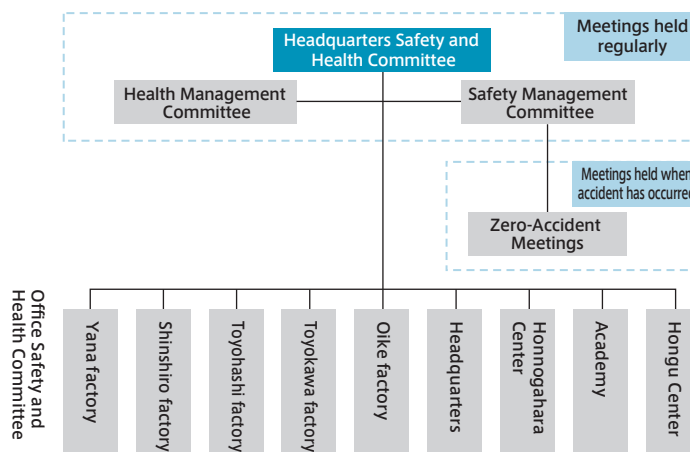 Meetings held
regularly
Headquarters Safety and
Health Committee
Health Management
Committee
Safety Management
Committee
Meetings held when
accident has occurred
Zero-Accident
Meetings
Office Safety and
Health Committee
Yana factory
Shinshiro factory
Toyohashi factory
Toyokawa factory
Oike factory
Headquarters
Honnogahara
Center
Academy
Hongu Center